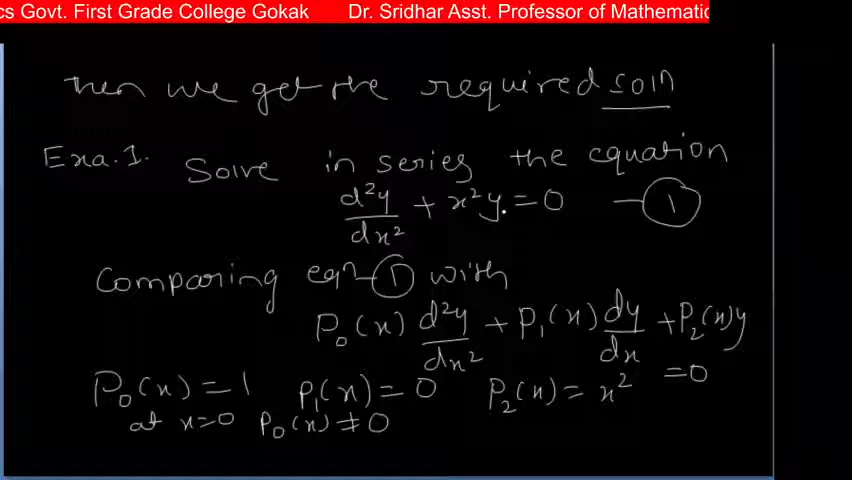 cs Govt. First Grade College Gokak Dr. Sridhar Asst. Professor of Mathematic
then we get the required soln
Exa.1. Solve in series the equation
d²y/dx² + x²y = 0 — ①
Comparing eqn ① with
P₀(x) d²y/dx² + P₁(x) dy/dx + P₂(x)y = 0
P₀(x) = 1 P₁(x) = 0 P₂(x) = x²
at x=0 P₀(x) ≠ 0